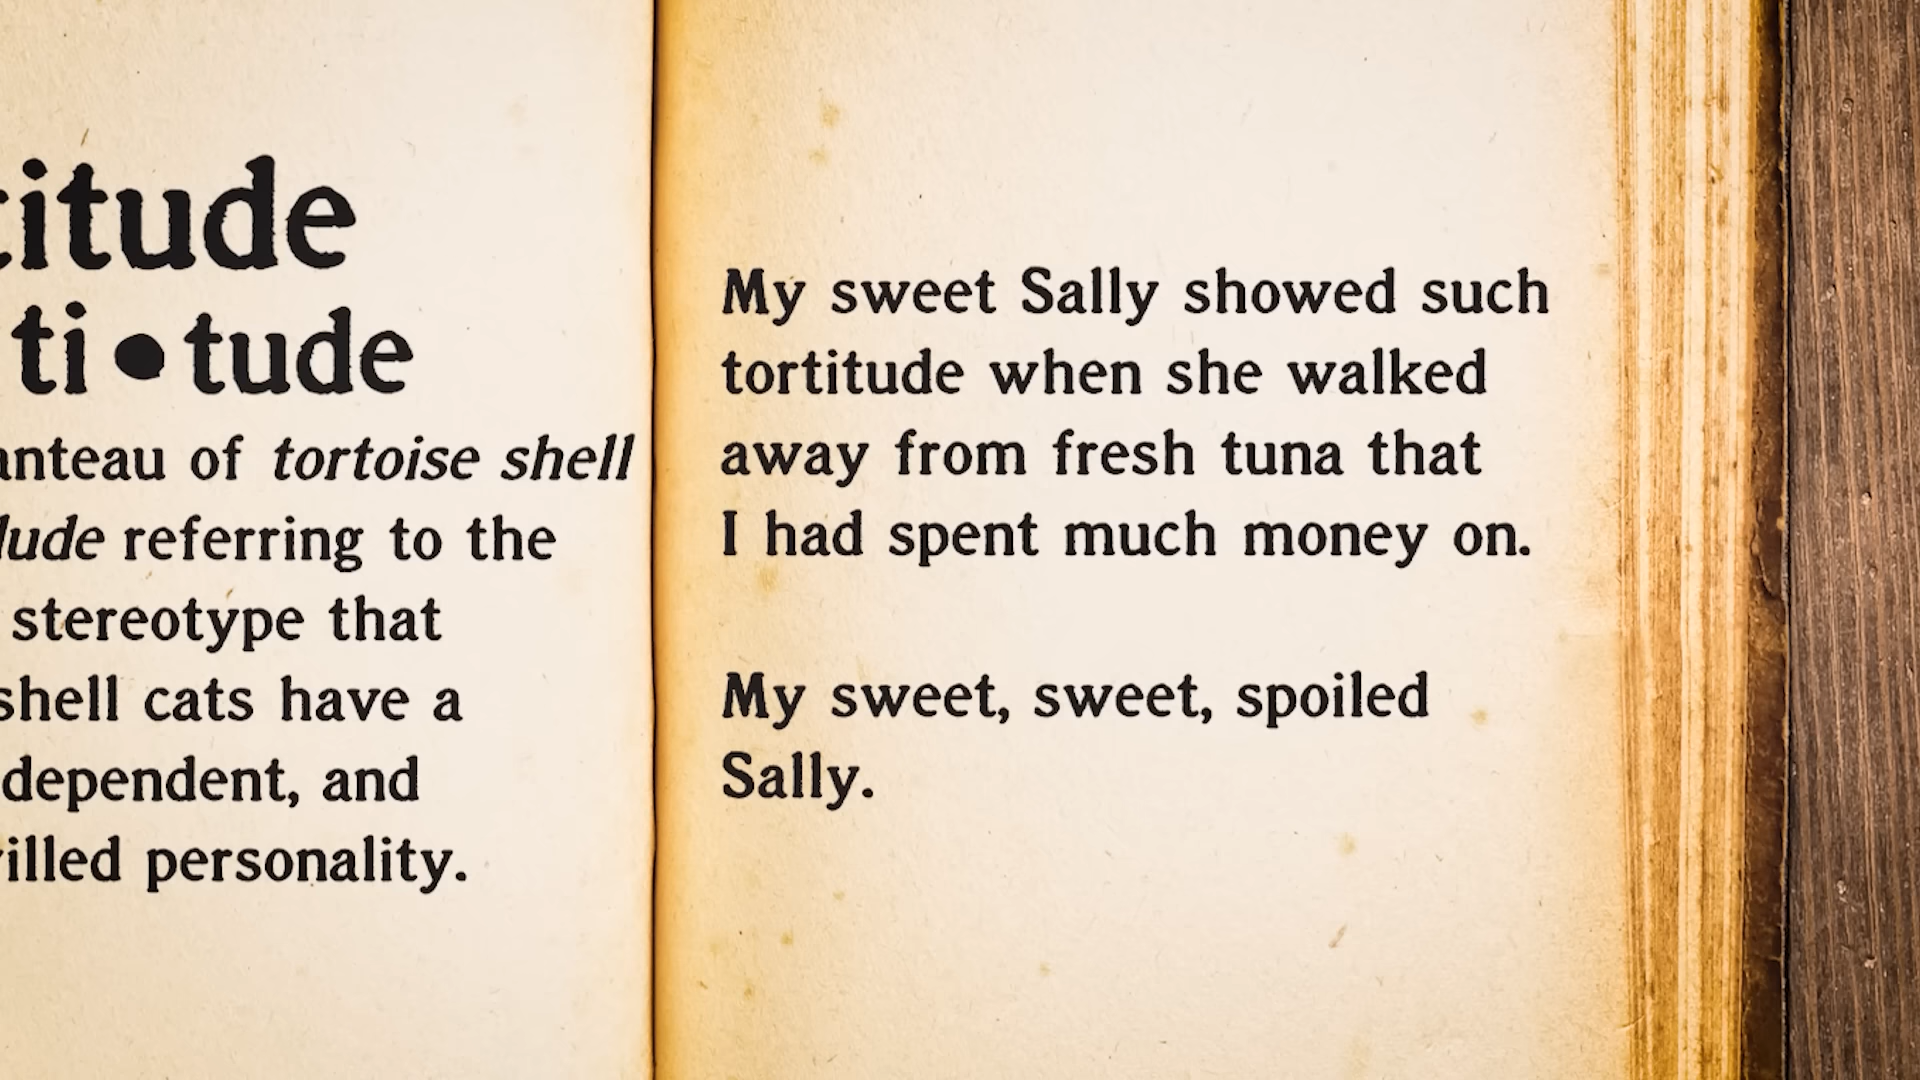 titude
ti•tude
anteau of tortoise shell
referring to the
stereotype that
shell cats have a
dependent, and
illed personality.
My sweet Sally showed such
tortitude when she walked
away from fresh tuna that
I had spent much money on.
My sweet, sweet, spoiled
Sally.